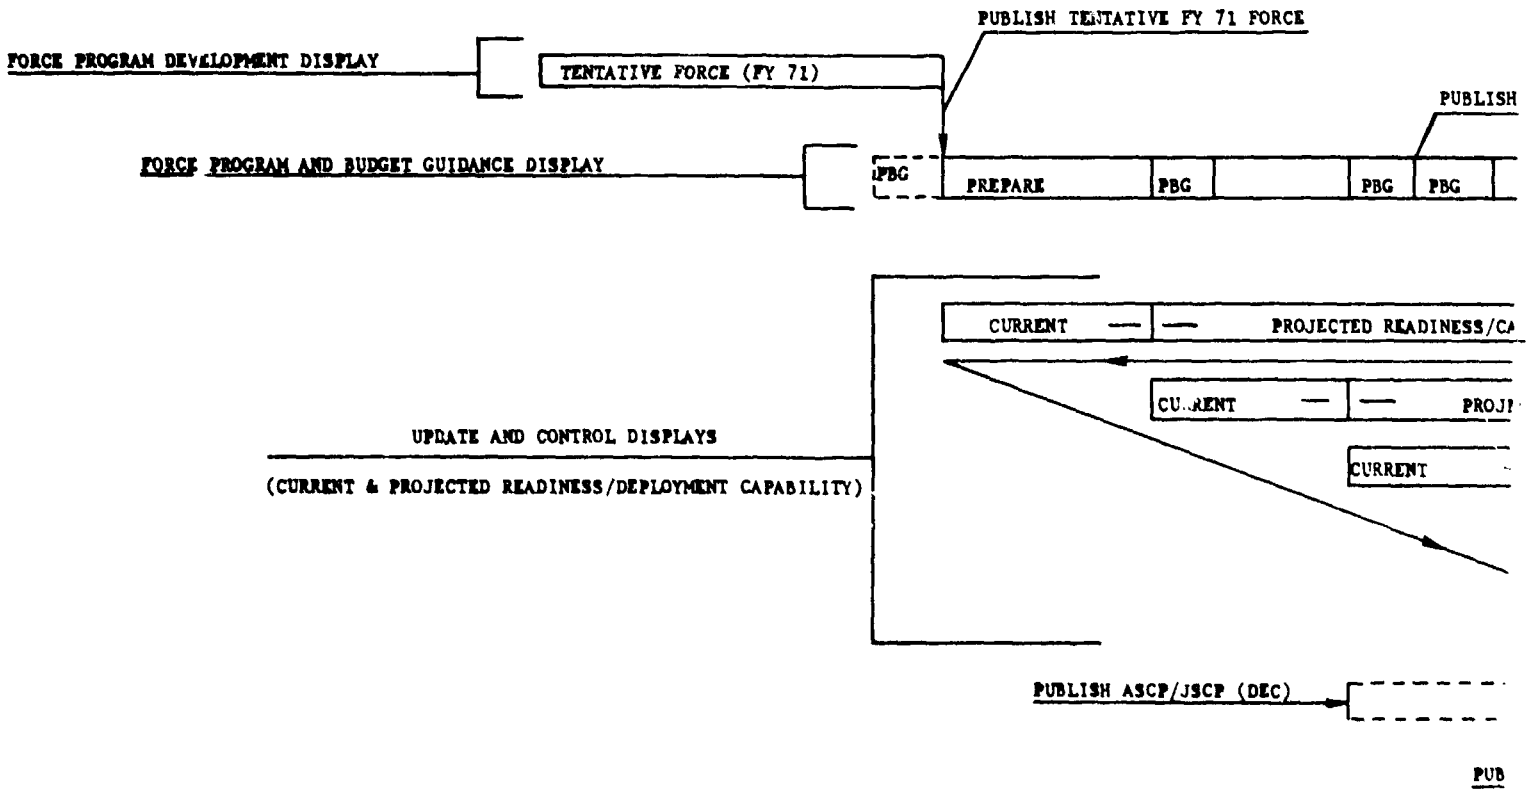 PUBLISH TENTATIVE FY 71 FORCE
FORCE PROGRAM DEVELOPMENT DISPLAY
TENTATIVE FORCE (FY 71)
PUBLISH
FORCE PROGRAM AND BUDGET GUIDANCE DISPLAY
PBG
PREPARE
PBG
PBG
PBG
CURRENT — — PROJECTED READINESS/CA
CURRENT — —
UPDATE AND CONTROL DISPLAYS
CURRENT
(CURRENT & PROJECTED READINESS/DEPLOYMENT CAPABILITY)
PUBLISH ASCP/JSCP (DEC)
PUB